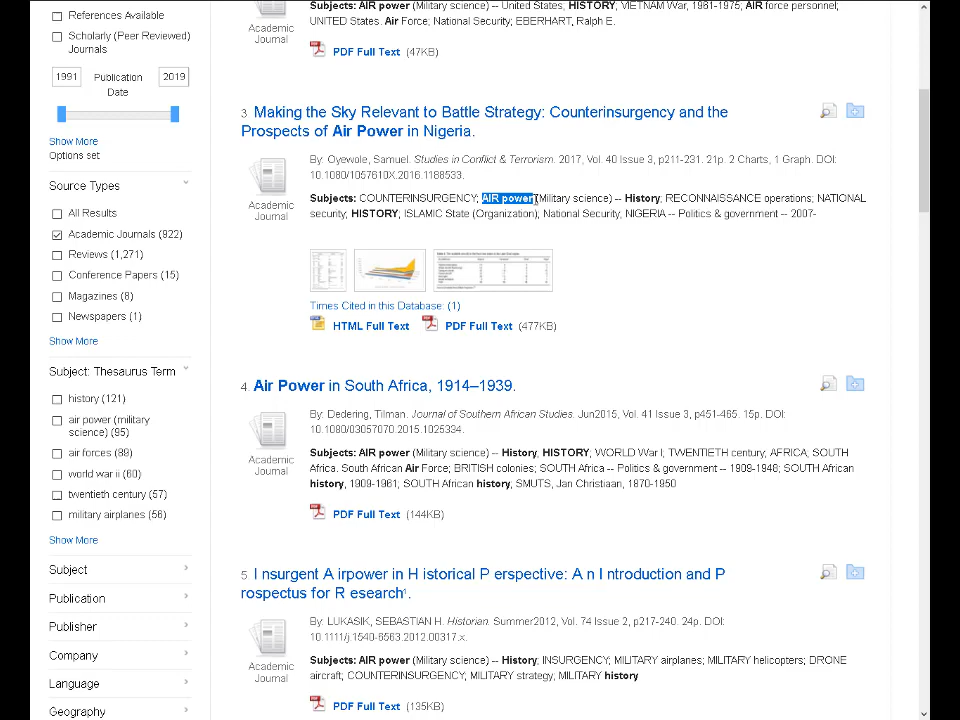 References Available
Scholarly (Peer Reviewed)
Journals
1991 Publication 2019
Date
Show More
Options set
Source Types
All Results
Academic Journals (922)
Reviews (1,271)
Conference Papers (15)
Magazines (8)
Newspapers (1)
Show More
Subject: Thesaurus Term
history (121)
air power (military
science) (95)
air forces (89)
world war ii (60)
twentieth century (57)
military airplanes (56)
Show More
Subject
Publication
Publisher
Company
Language
Geography
Subjects: AIR power (Military science) -- United States; HISTORY; VIETNAM War, 1961-1975; AIR force personnel;
UNITED States. Air Force; National Security; EBERHART, Ralph E.
Academic
Journal
PDF Full Text (47KB)
3. Making the Sky Relevant to Battle Strategy: Counterinsurgency and the
Prospects of Air Power in Nigeria.
By: Oyewole, Samuel. Studies in Conflict & Terrorism. 2017, Vol. 40 Issue 3, p211-231. 21p. 2 Charts, 1 Graph. DOI:
10.1080/1057610X.2016.1188533.
Subjects: COUNTERINSURGENCY; AIR power (Military science) -- History; RECONNAISSANCE operations; NATIONAL
security; HISTORY; ISLAMIC State (Organization); National Security; NIGERIA -- Politics & government -- 2007-
Academic
Journal
Times Cited in this Database: (1)
HTML Full Text PDF Full Text (477KB)
4. Air Power in South Africa, 1914–1939.
By: Dedering, Tilman. Journal of Southern African Studies. Jun2015, Vol. 41 Issue 3, p451-465. 15p. DOI:
10.1080/03057070.2015.1025334.
Subjects: AIR power (Military science) -- History; HISTORY; WORLD War I; TWENTIETH century; AFRICA; SOUTH
Africa. South African Air Force; BRITISH colonies; SOUTH Africa -- Politics & government -- 1909-1948; SOUTH African
history, 1909-1961; SOUTH African history; SMUTS, Jan Christiaan, 1870-1950
Academic
Journal
PDF Full Text (144KB)
5. I nsurgent A irpower in H istorical P erspective: A n I ntroduction and P
rospectus for R esearch¹.
By: LUKASIK, SEBASTIAN H. Historian. Summer2012, Vol. 74 Issue 2, p217-240. 24p. DOI:
10.1111/j.1540-6563.2012.00317.x.
Subjects: AIR power (Military science) -- History; INSURGENCY; MILITARY airplanes; MILITARY helicopters; DRONE
aircraft; COUNTERINSURGENCY; MILITARY strategy; MILITARY history
Academic
Journal
PDF Full Text (135KB)